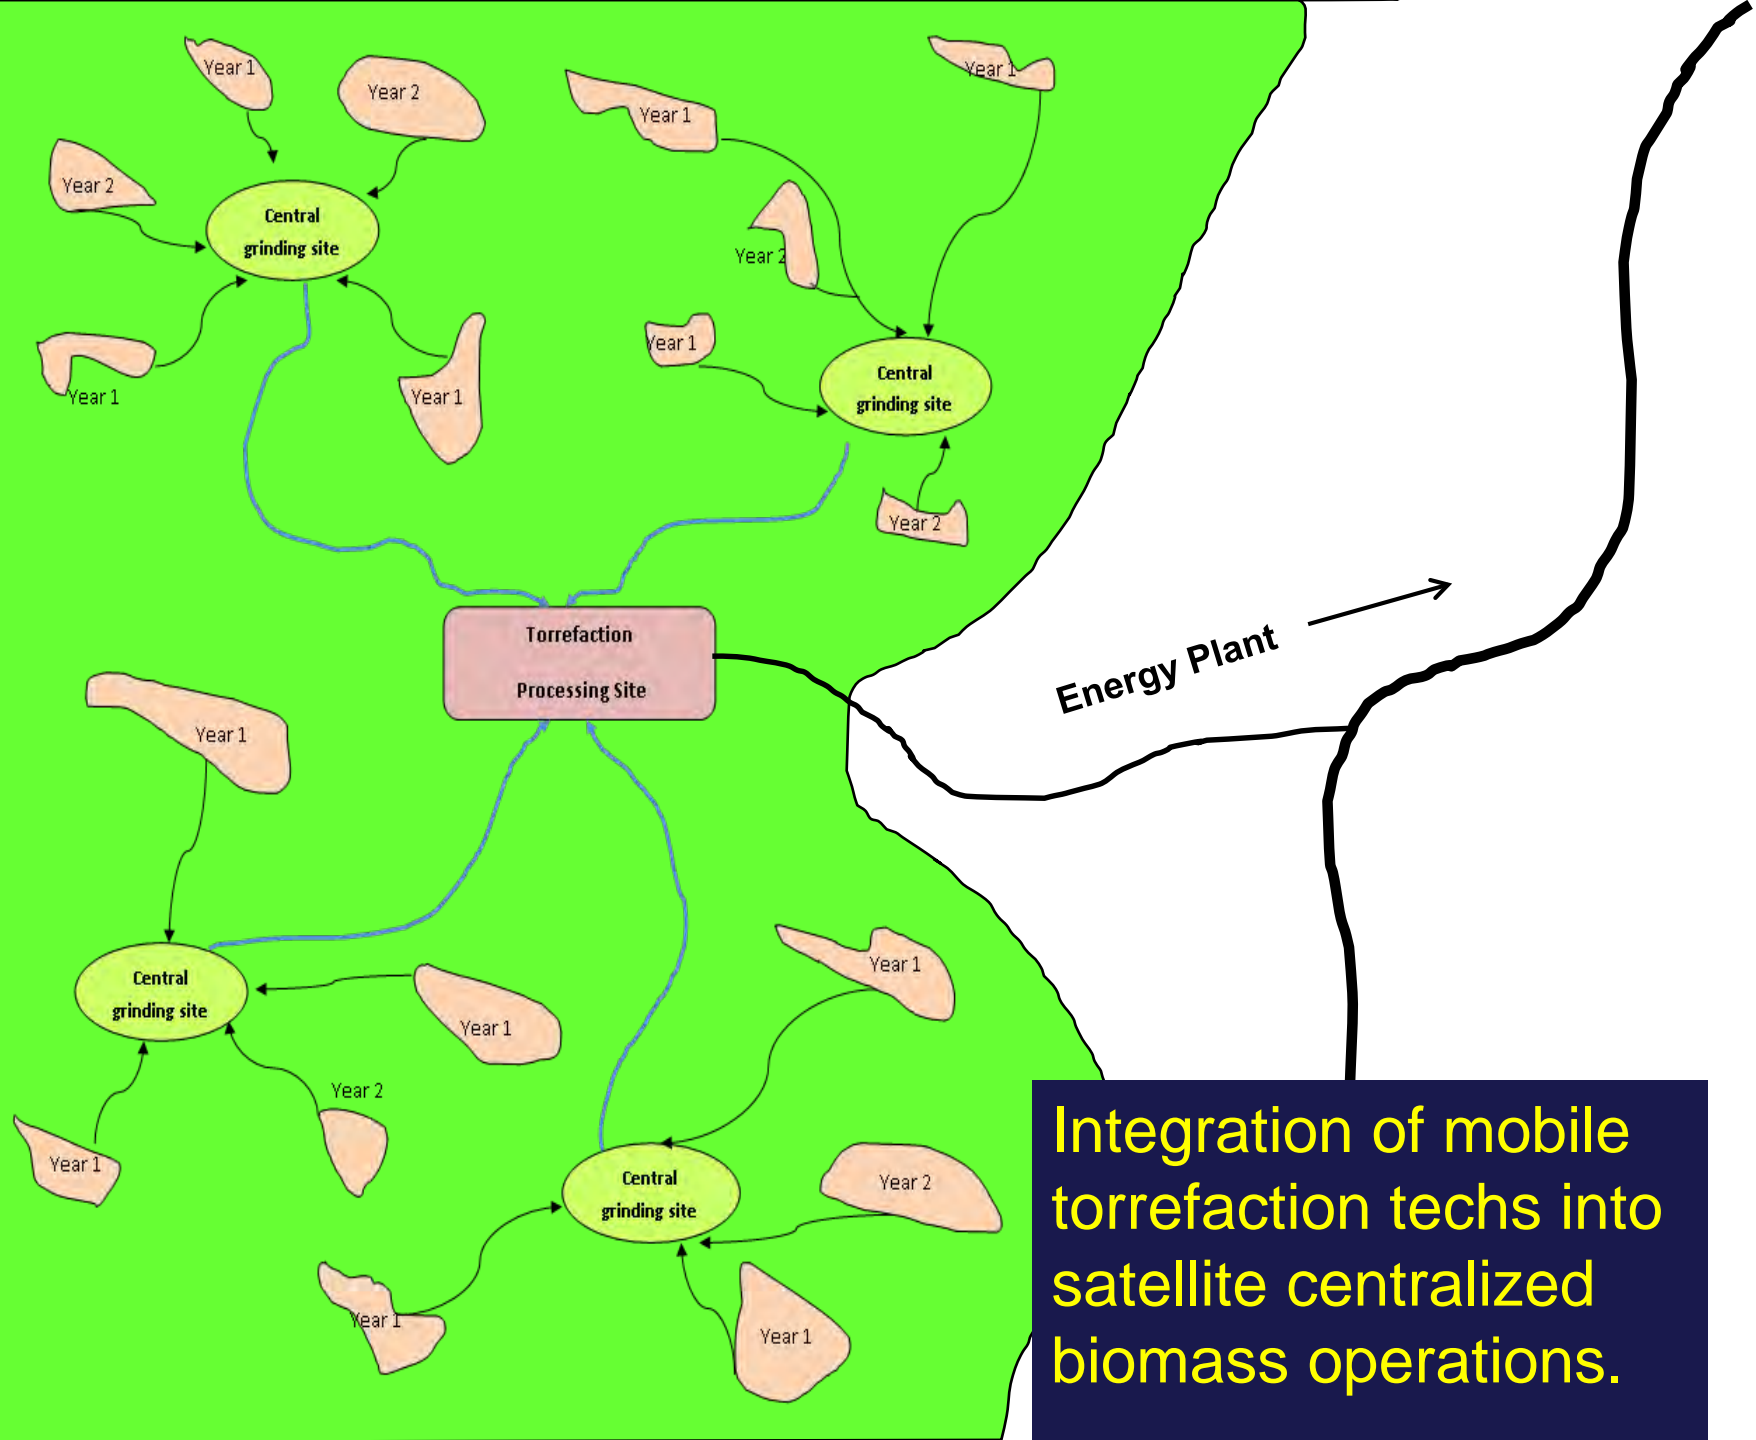 Year 1
Year 2
Year 1
Year 1
Year 2
Central
grinding site
Year 2
Year 1
Year 1
Year 1
Central
grinding site
Year 2
Torrefaction
Processing Site
Energy Plant
Year 1
Year 1
Central
grinding site
Year 1
Year 2
Year 1
Central
grinding site
Year 2
Year 1
Year 1
Integration of mobile
torrefaction techs into
satellite centralized
biomass operations.